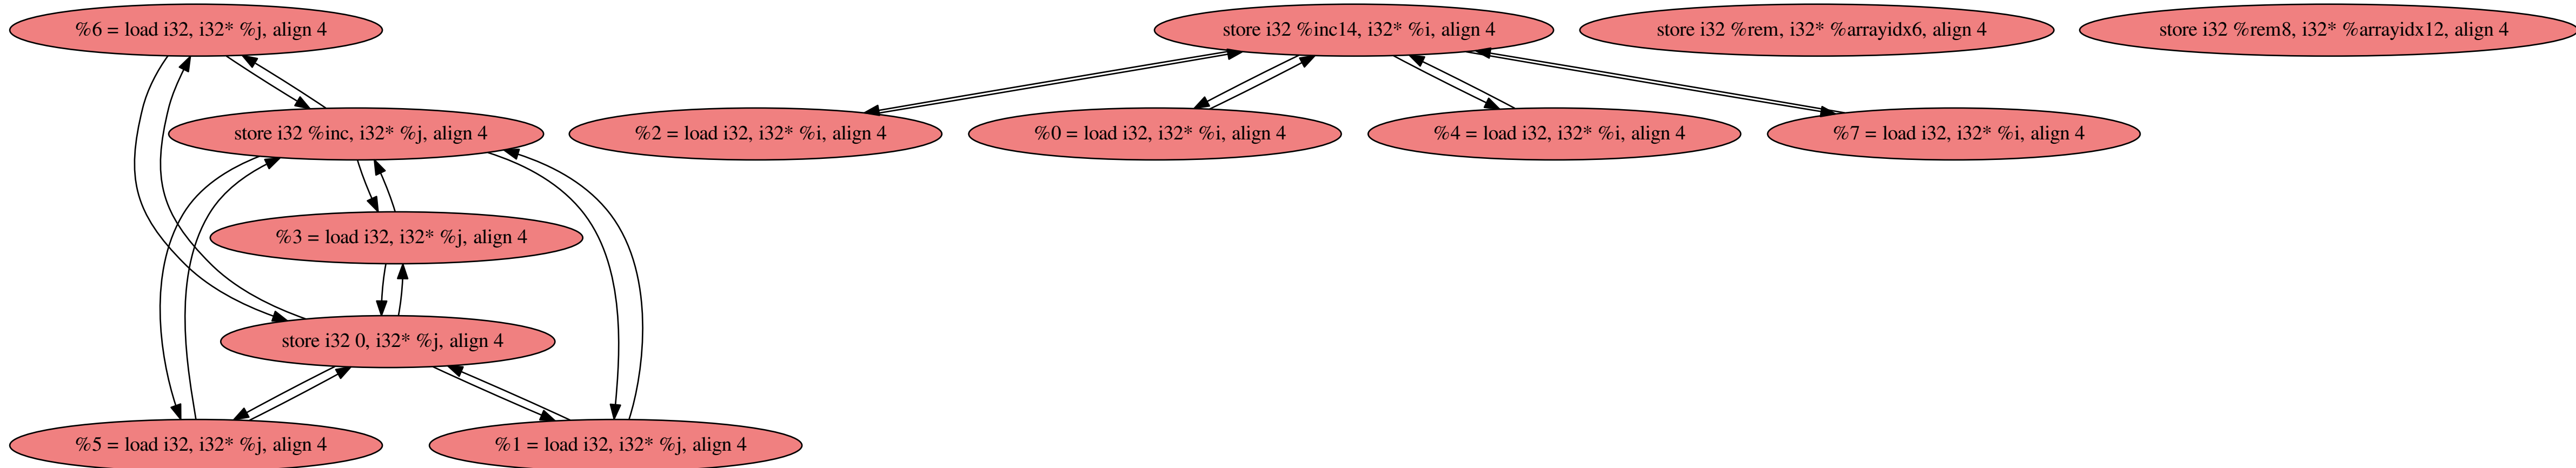 %6 = load i32, i32* %j, align 4
store i32 %inc14, i32* %i, align 4
store i32 %rem, i32* %arrayidx6, align 4
store i32 %rem8, i32* %arrayidx12, align 4
store i32 %inc, i32* %j, align 4
%2 = load i32, i32* %i, align 4
%0 = load i32, i32* %i, align 4
%4 = load i32, i32* %i, align 4
%7 = load i32, i32* %i, align 4
%3 = load i32, i32* %j, align 4
store i32 0, i32* %j, align 4
%5 = load i32, i32* %j, align 4
%1 = load i32, i32* %j, align 4